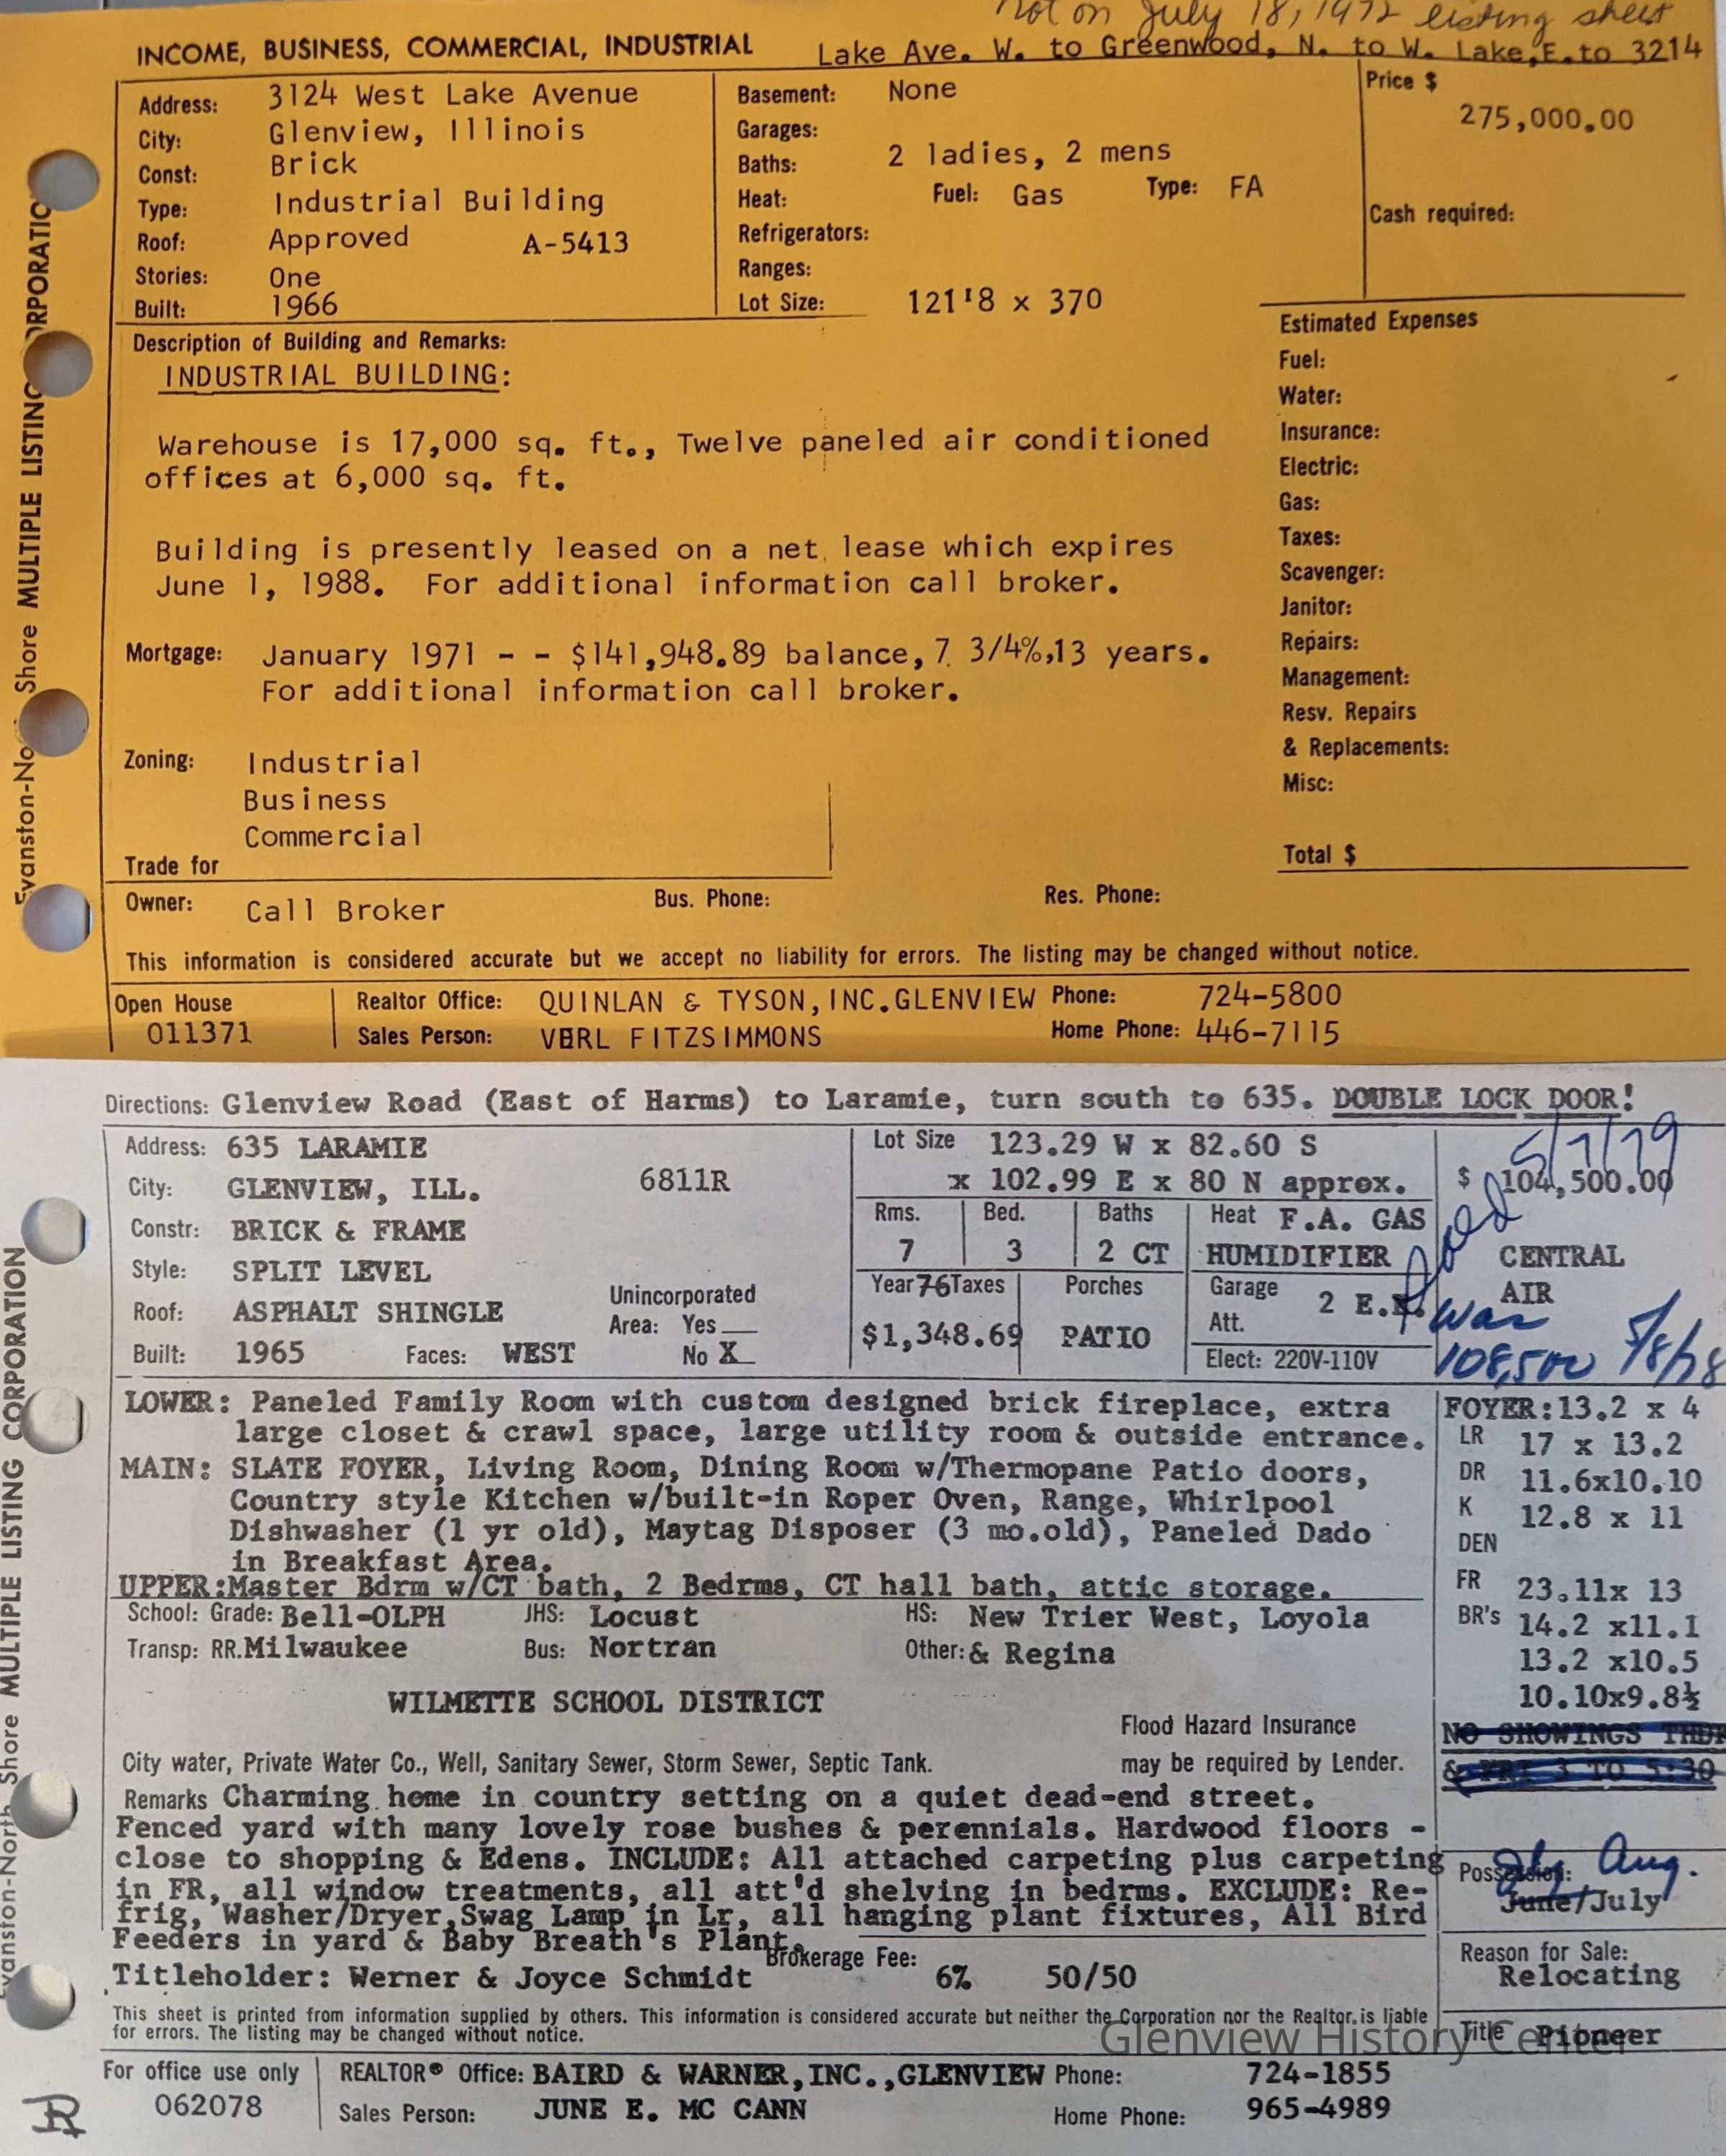 not on July 18, 1972 listing sheet
INCOME, BUSINESS, COMMERCIAL, INDUSTRIAL Lake Ave. W. to Greenwood, N. to W. Lake,E.to 3214
Address: 3124 West Lake Avenue
City: Glenview, Illinois
Const: Brick
Type: Industrial Building
Roof: Approved A-5413
Stories: One
Built: 1966
Basement: None
Garages:
Baths: 2 ladies, 2 mens
Heat: Fuel: Gas Type: FA
Refrigerators:
Ranges:
Lot Size: 121'8 x 370
Price $
275,000.00
Cash required:
Description of Building and Remarks:
INDUSTRIAL BUILDING:
Warehouse is 17,000 sq. ft., Twelve paneled air conditioned
offices at 6,000 sq. ft.
Building is presently leased on a net lease which expires
June 1, 1988. For additional information call broker.
Mortgage: January 1971 - - $141,948.89 balance, 7 3/4%,13 years.
For additional information call broker.
Zoning: Industrial
Business
Commercial
Trade for
Estimated Expenses
Fuel:
Water:
Insurance:
Electric:
Gas:
Taxes:
Scavenger:
Janitor:
Repairs:
Management:
Resv. Repairs
& Replacements:
Misc:
Total $
Owner: Call Broker Bus. Phone: Res. Phone:
This information is considered accurate but we accept no liability for errors. The listing may be changed without notice.
Open House
011371
Realtor Office: QUINLAN & TYSON, INC.GLENVIEW Phone: 724-5800
Sales Person: VERL FITZSIMMONS Home Phone: 446-7115
Evanston-No Shore MULTIPLE LISTING ORPORATIO
Directions: Glenview Road (East of Harms) to Laramie, turn south to 635. DOUBLE LOCK DOOR!
Address: 635 LARAMIE
City: GLENVIEW, ILL. 6811R
Constr: BRICK & FRAME
Style: SPLIT LEVEL
Roof: ASPHALT SHINGLE
Built: 1965 Faces: WEST
Unincorporated
Area: Yes
No X
Lot Size 123.29 W x 82.60 S
x 102.99 E x 80 N approx.
Rms. 7
Bed. 3
Baths 2 CT
Heat F.A. GAS
HUMIDIFIER
Year 76 Taxes
$1,348.69
Porches
PATIO
Garage 2 E.
Att.
Elect: 220V-110V
5/7/79
$ 104,500.00
CENTRAL
AIR
was
108,500 5/8/78
LOWER: Paneled Family Room with custom designed brick fireplace, extra
large closet & crawl space, large utility room & outside entrance.
MAIN: SLATE FOYER, Living Room, Dining Room w/Thermopane Patio doors,
Country style Kitchen w/built-in Roper Oven, Range, Whirlpool
Dishwasher (1 yr old), Maytag Disposer (3 mo.old), Paneled Dado
in Breakfast Area.
UPPER:Master Bdrm w/CT bath, 2 Bedrms, CT hall bath, attic storage.
FOYER:13.2 x 4
LR 17 x 13.2
DR 11.6x10.10
K 12.8 x 11
DEN
FR 23.11x 13
BR's 14.2 x11.1
13.2 x10.5
10.10x9.8½
School: Grade: Bell-OLPH JHS: Locust HS: New Trier West, Loyola
Transp: RR.Milwaukee Bus: Nortran Other: & Regina
WILMETTE SCHOOL DISTRICT
Flood Hazard Insurance
City water, Private Water Co., Well, Sanitary Sewer, Storm Sewer, Septic Tank. may be required by Lender.
NO SHOWINGS THUR
& FRI 3 TO 5:30
Remarks Charming home in country setting on a quiet dead-end street.
Fenced yard with many lovely rose bushes & perennials. Hardwood floors -
close to shopping & Edens. INCLUDE: All attached carpeting plus carpeting
in FR, all window treatments, all att'd shelving in bedrms. EXCLUDE: Re-
frig, Washer/Dryer,Swag Lamp in Lr, all hanging plant fixtures, All Bird
Feeders in yard & Baby Breath's Plant.
Brokerage Fee:
Titleholder: Werner & Joyce Schmidt 6% 50/50
Possession: Aug.
June/July
Reason for Sale:
Relocating
This sheet is printed from information supplied by others. This information is considered accurate but neither the Corporation nor the Realtor is liable
for errors. The listing may be changed without notice.
Title Pioneer
Glenview History Center
For office use only
062078
REALTOR® Office: BAIRD & WARNER,INC.,GLENVIEW Phone: 724-1855
Sales Person: JUNE E. MC CANN Home Phone: 965-4989
R
vanston-North Shore MULTIPLE LISTING CORPORATION